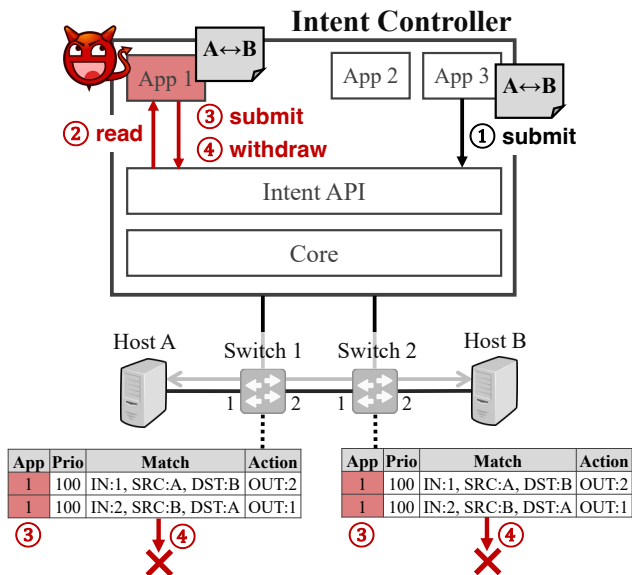 Intent Controller
A↔B
App 1
App 2
App 3
A↔B
② read
③ submit
④ withdraw
① submit
Intent API
Core
Host A
Switch 1
Switch 2
Host B
1 2 1 2
App Prio Match Action
1 100 IN:1, SRC:A, DST:B OUT:2
1 100 IN:2, SRC:B, DST:A OUT:1
③ ④
App Prio Match Action
1 100 IN:1, SRC:A, DST:B OUT:2
1 100 IN:2, SRC:B, DST:A OUT:1
③ ④